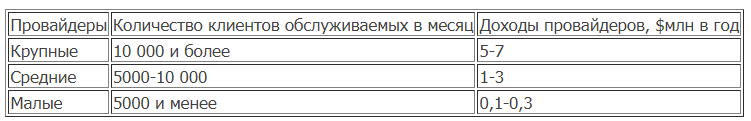 Провайдеры Количество клиентов обслуживаемых в месяц Доходы провайдеров, $млн в год
Крупные 10 000 и более 5-7
Средние 5000-10 000 1-3
Малые 5000 и менее 0,1-0,3